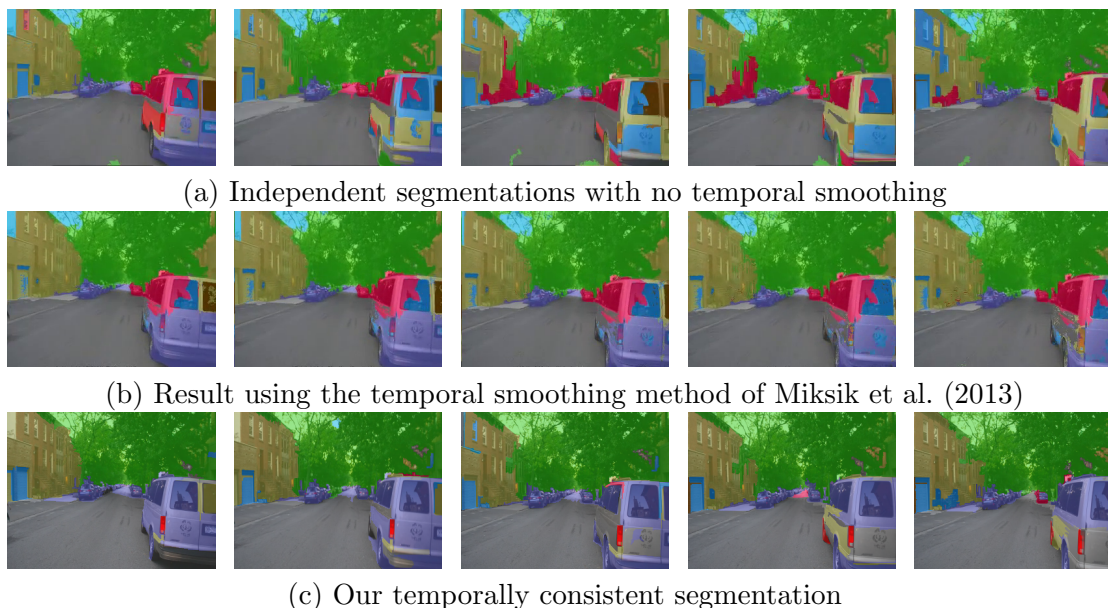 (a) Independent segmentations with no temporal smoothing
(b) Result using the temporal smoothing method of Miksik et al. (2013)
(c) Our temporally consistent segmentation